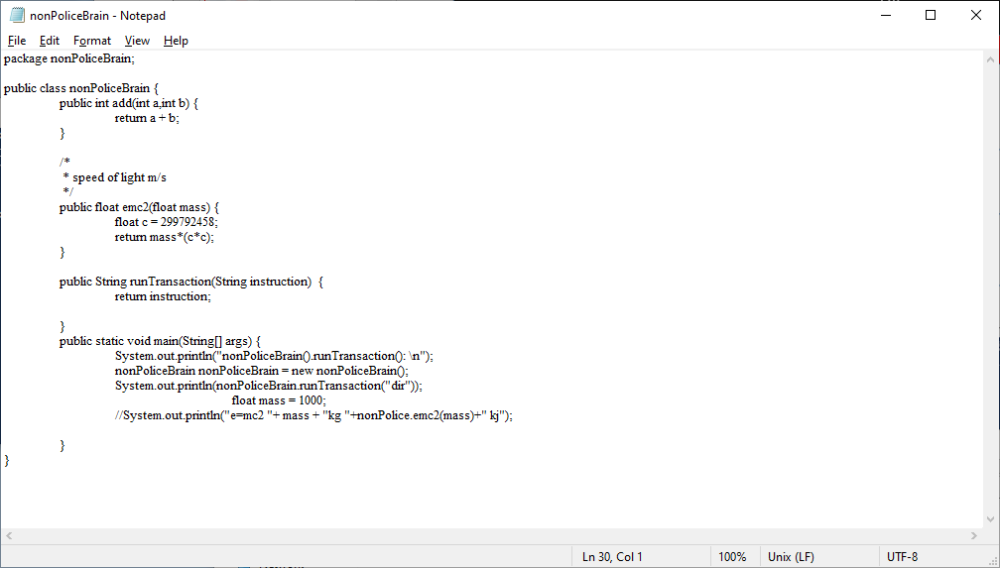 nonPoliceBrain - Notepad
File Edit Format View Help
package nonPoliceBrain;
public class nonPoliceBrain {
public int add(int a,int b) {
return a + b;
}
/*
* speed of light m/s
*/
public float emc2(float mass) {
float c = 299792458;
return mass*(c*c);
}
public String runTransaction(String instruction)  {
return instruction;
}
public static void main(String[] args) {
System.out.println("nonPoliceBrain().runTransaction(): \n");
nonPoliceBrain nonPoliceBrain = new nonPoliceBrain();
System.out.println(nonPoliceBrain.runTransaction("dir"));
float mass = 1000;
//System.out.println("e=mc2 "+ mass + "kg "+nonPolice.emc2(mass)+" kj");
}
}
Ln 30, Col 1 100% Unix (LF) UTF-8